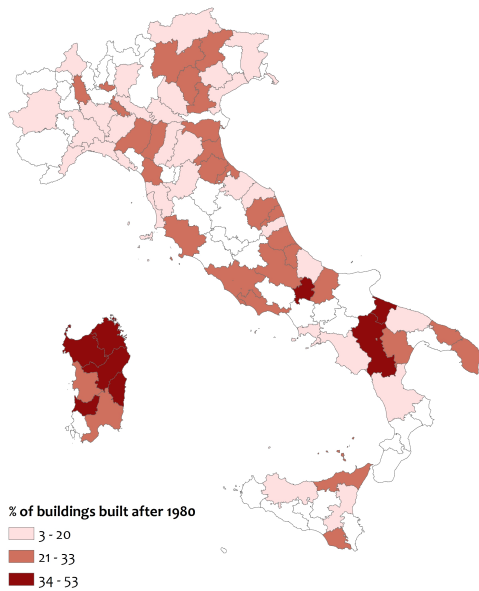 % of buildings built after 1980
3 - 20
21 - 33
34 - 53